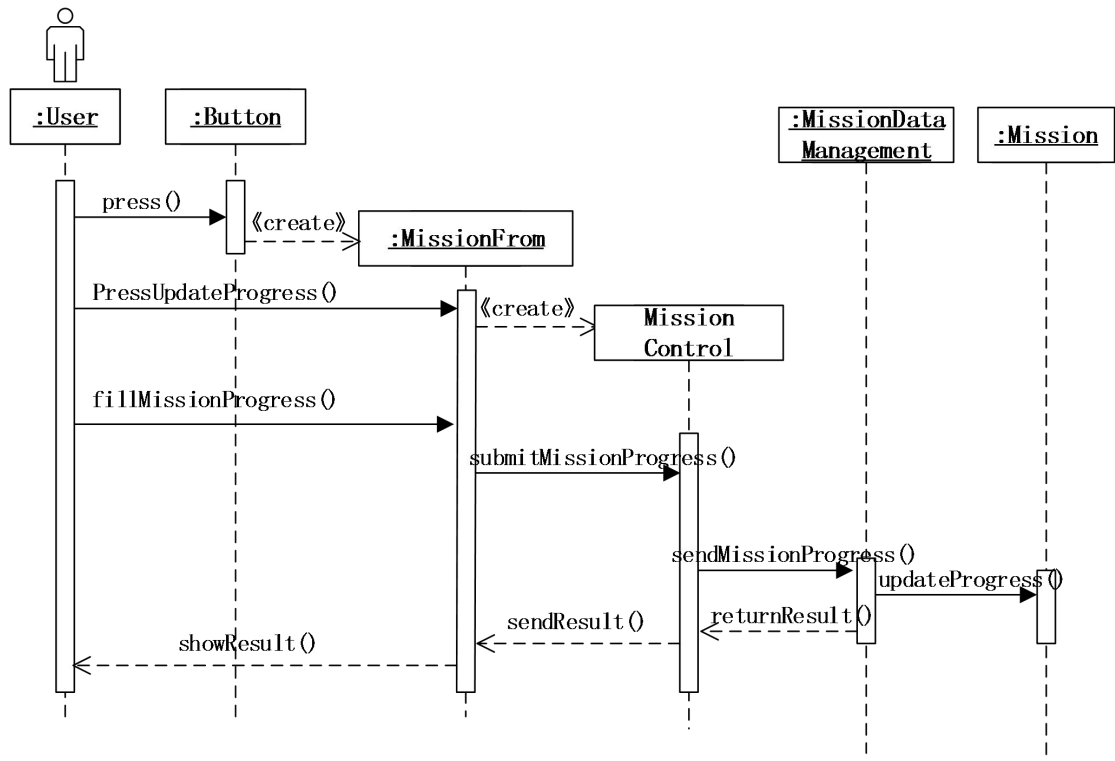 :User
:Button
:MissionData
Management
:Mission
press()
《create》
:MissionFrom
PressUpdateProgress()
《create》
Mission
Control
fillMissionProgress()
submitMissionProgress()
sendMissionProgress()
updateProgress()
returnResult()
sendResult()
showResult()